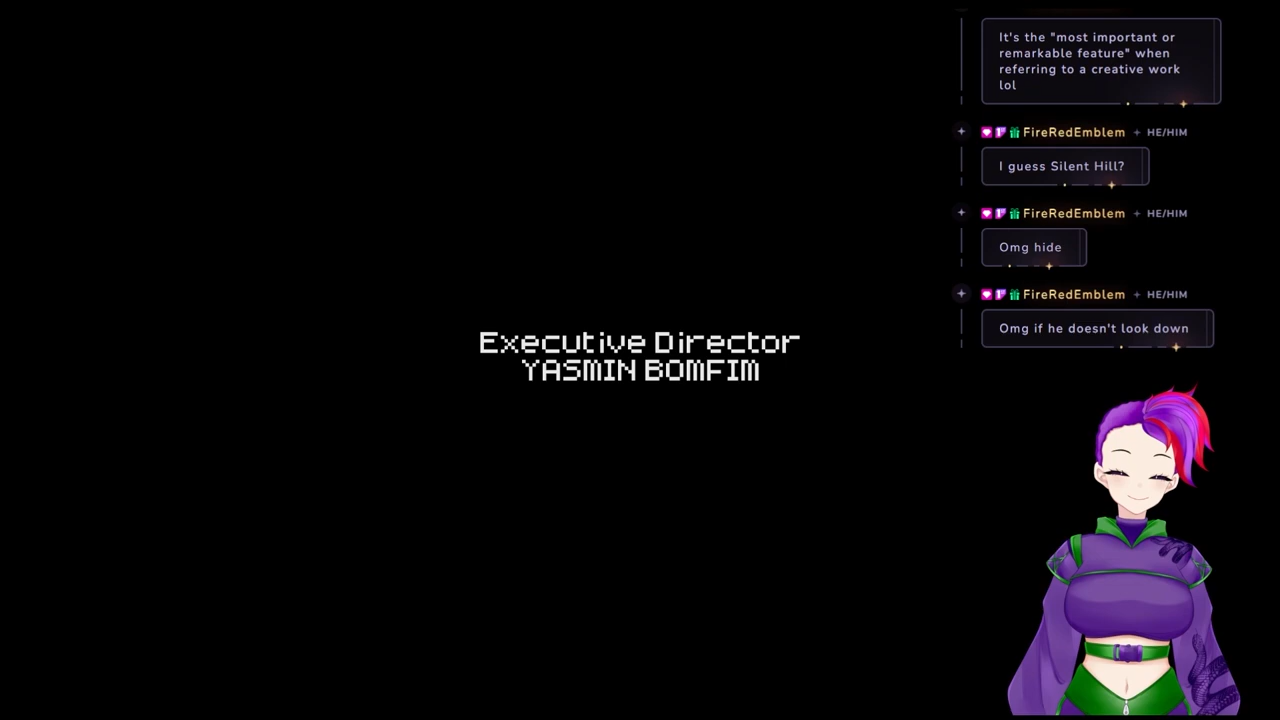 It's the "most important or
remarkable feature" when
referring to a creative work
lol
FireRedEmblem + HE/HIM
I guess Silent Hill?
FireRedEmblem + HE/HIM
Omg hide
FireRedEmblem + HE/HIM
Omg if he doesn't look down
Executive Director
YASMIN BOMFIM